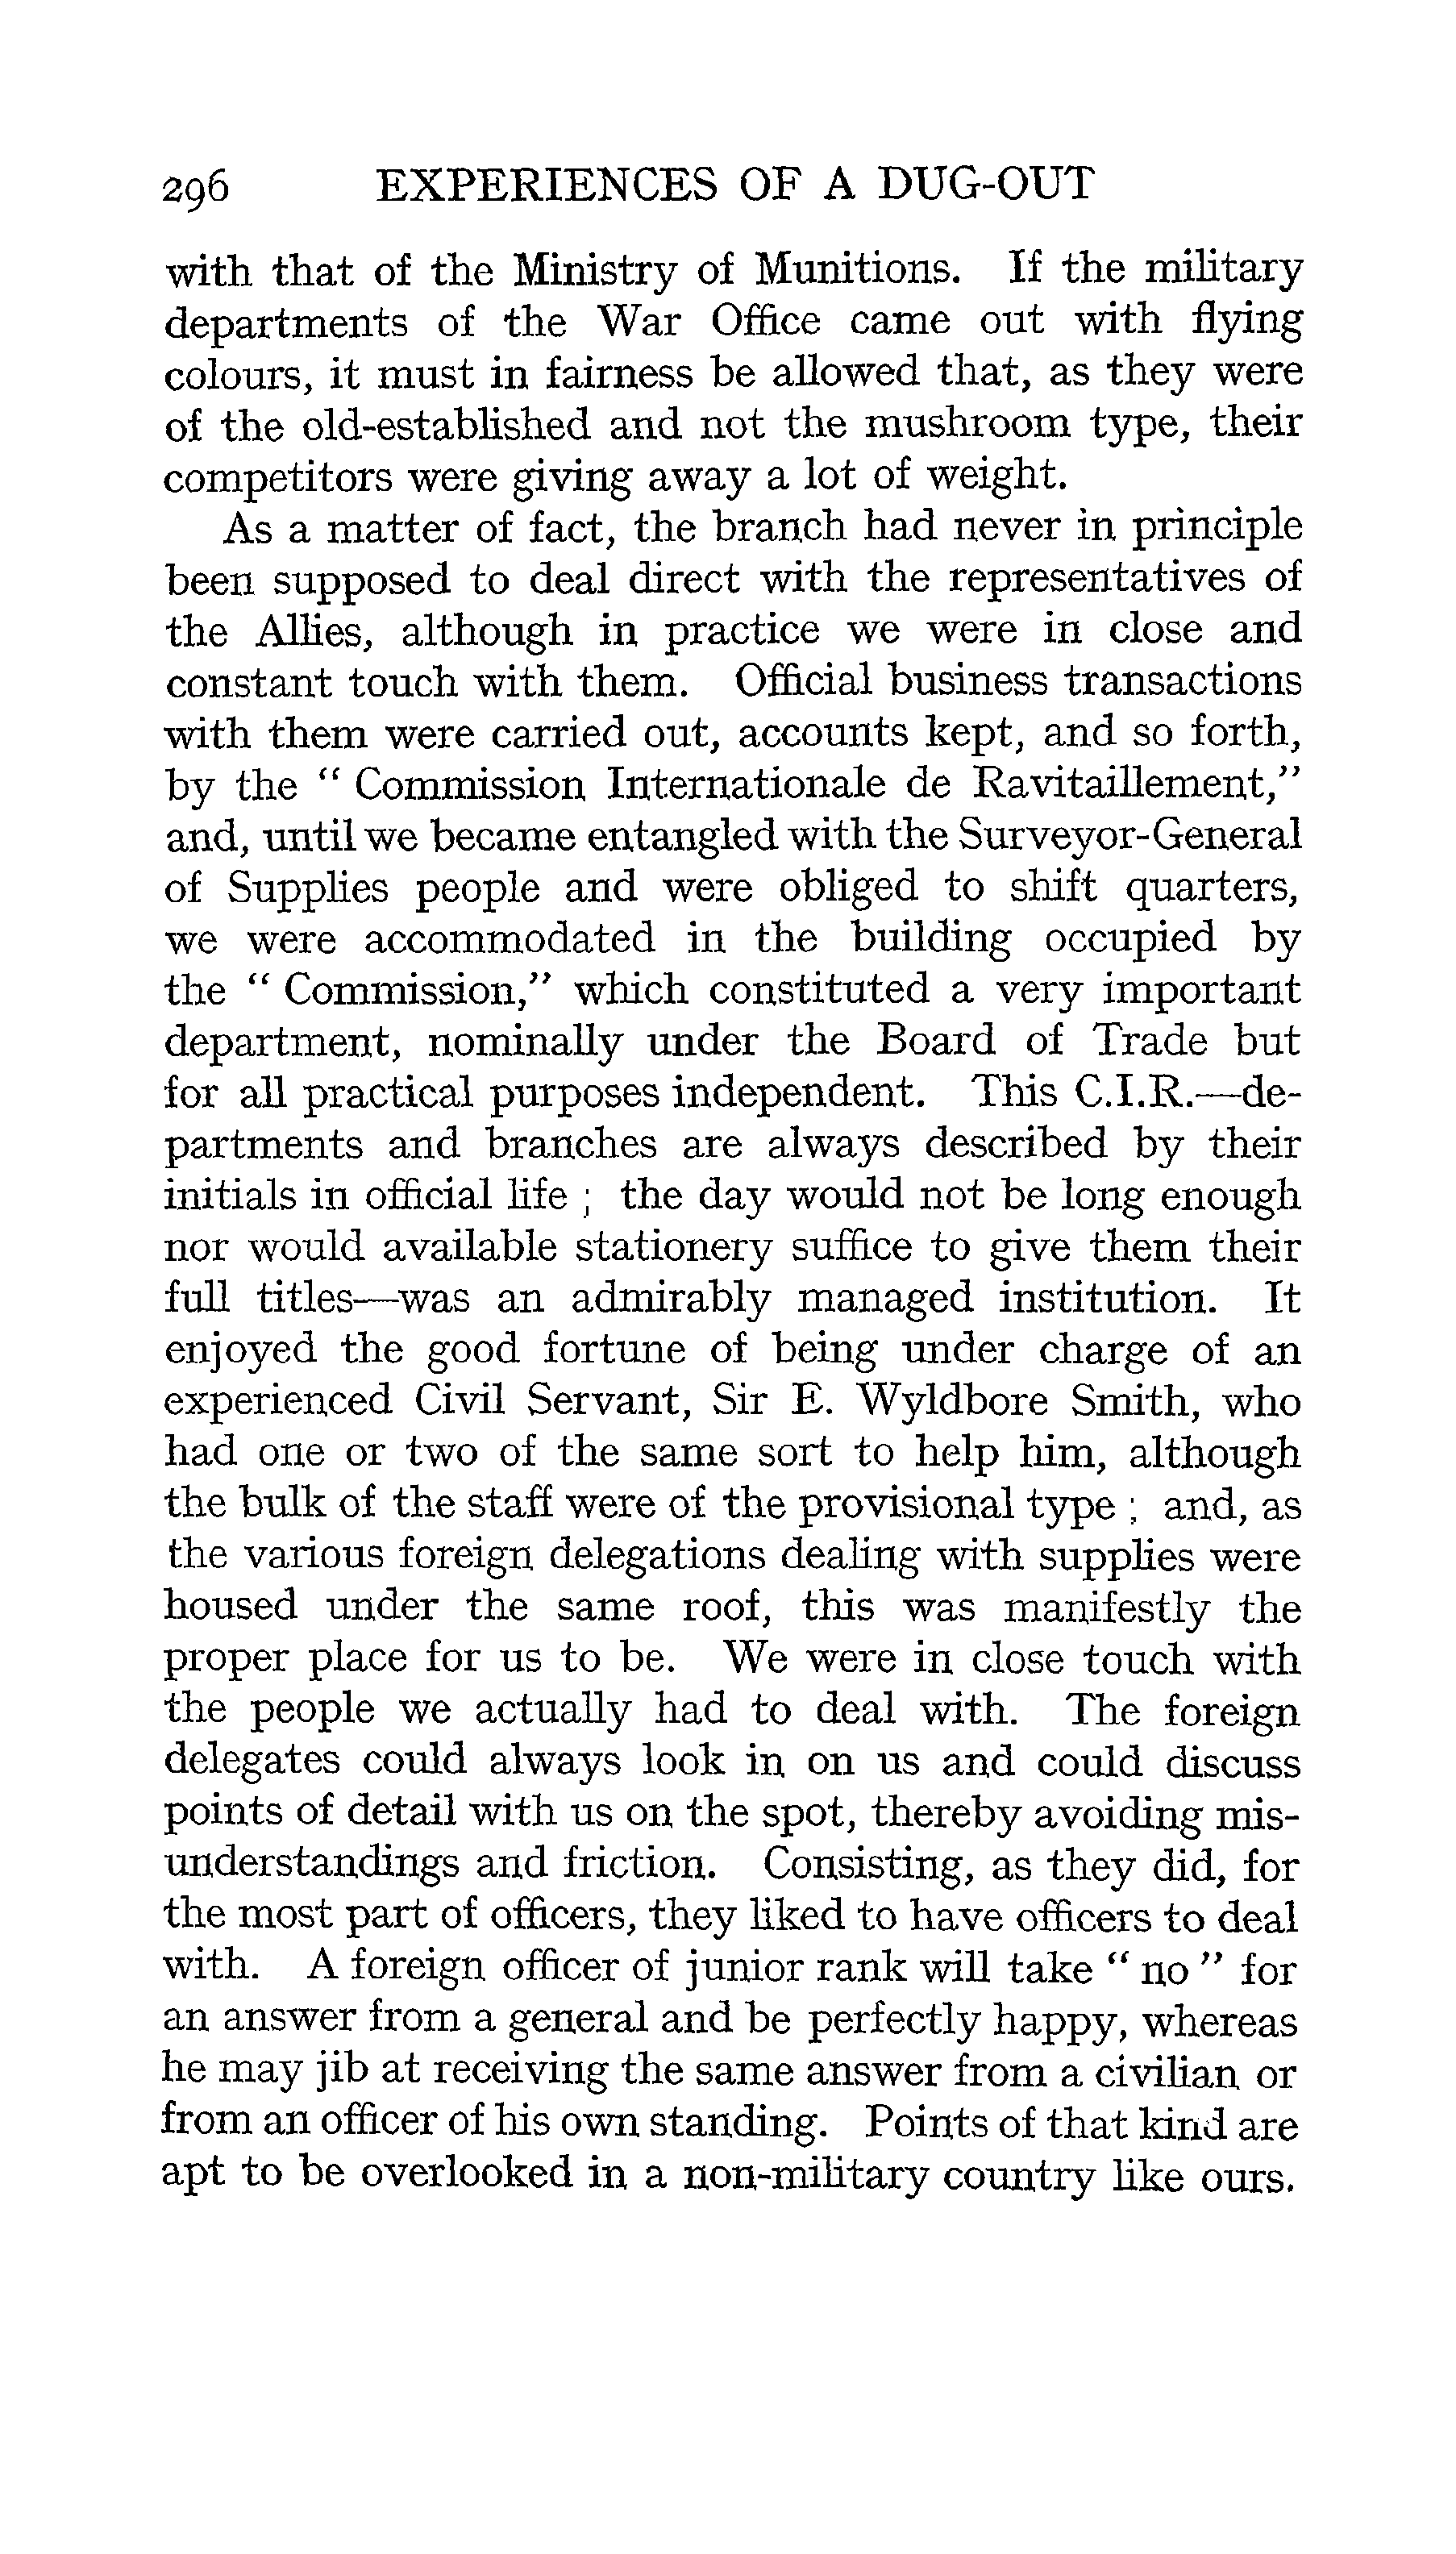 296 EXPERIENCES OF A DUG-OUT
with that of the Ministry of Munitions. If the military
departments of the War Office came out with flying
colours, it must in fairness be allowed that, as they were
of the old-established and not the mushroom type, their
competitors were giving away a lot of weight.
As a matter of fact, the branch had never in principle
been supposed to deal direct with the representatives of
the Allies, although in practice we were in close and
constant touch with them. Official business transactions
with them were carried out, accounts kept, and so forth,
by the " Commission Internationale de Ravitaillement,"
and, until we became entangled with the Surveyor-General
of Supplies people and were obliged to shift quarters,
we were accommodated in the building occupied by
the " Commission," which constituted a very important
department, nominally under the Board of Trade but
for all practical purposes independent. This C.I.R.—de-
partments and branches are always described by their
initials in official life ; the day would not be long enough
nor would available stationery suffice to give them their
full titles—was an admirably managed institution. It
enjoyed the good fortune of being under charge of an
experienced Civil Servant, Sir E. Wyldbore Smith, who
had one or two of the same sort to help him, although
the bulk of the staff were of the provisional type ; and, as
the various foreign delegations dealing with supplies were
housed under the same roof, this was manifestly the
proper place for us to be. We were in close touch with
the people we actually had to deal with. The foreign
delegates could always look in on us and could discuss
points of detail with us on the spot, thereby avoiding mis-
understandings and friction. Consisting, as they did, for
the most part of officers, they liked to have officers to deal
with. A foreign officer of junior rank will take " no " for
an answer from a general and be perfectly happy, whereas
he may jib at receiving the same answer from a civilian or
from an officer of his own standing. Points of that kind are
apt to be overlooked in a non-military country like ours.